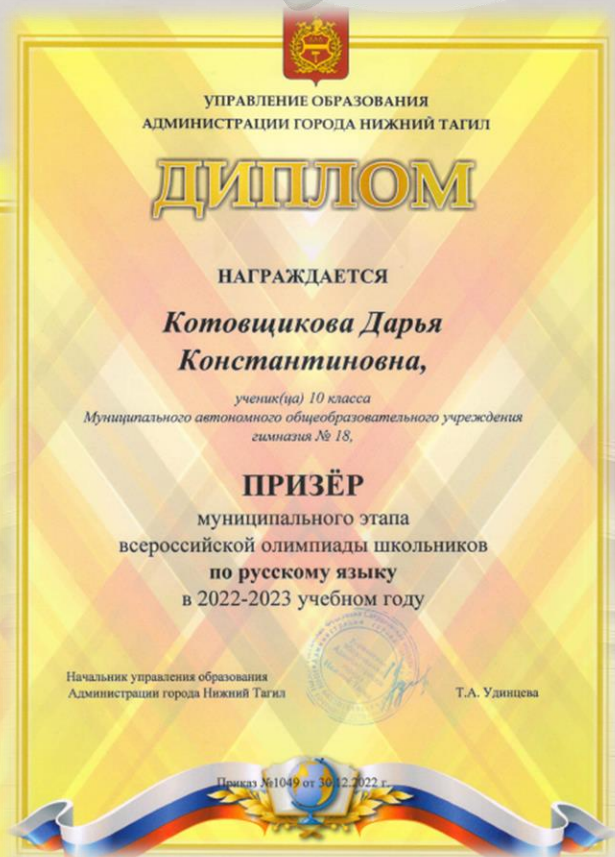 УПРАВЛЕНИЕ ОБРАЗОВАНИЯ
АДМИНИСТРАЦИИ ГОРОДА НИЖНИЙ ТАГИЛ
ДИПЛОМ
НАГРАЖДАЕТСЯ
Котовщикова Дарья
Константиновна,
ученик(ца) 10 класса
Муниципального автономного общеобразовательного учреждения
гимназия № 18,
ПРИЗЁР
муниципального этапа
всероссийской олимпиады школьников
по русскому языку
в 2022-2023 учебном году
Начальник управления образования
Администрации города Нижний Тагил
Т.А. Удинцева
Приказ №1049 от 30.12.2022 г.